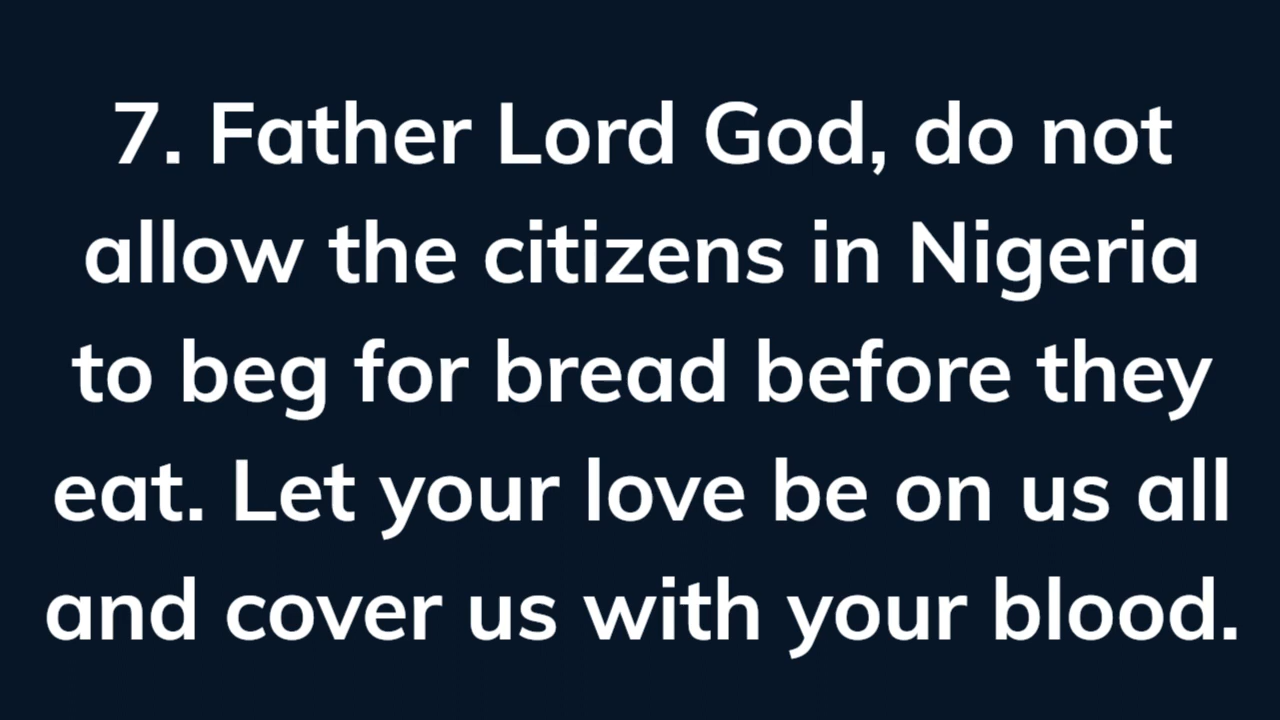 7. Father Lord God, do not
allow the citizens in Nigeria
to beg for bread before they
eat. Let your love be on us all
and cover us with your blood.